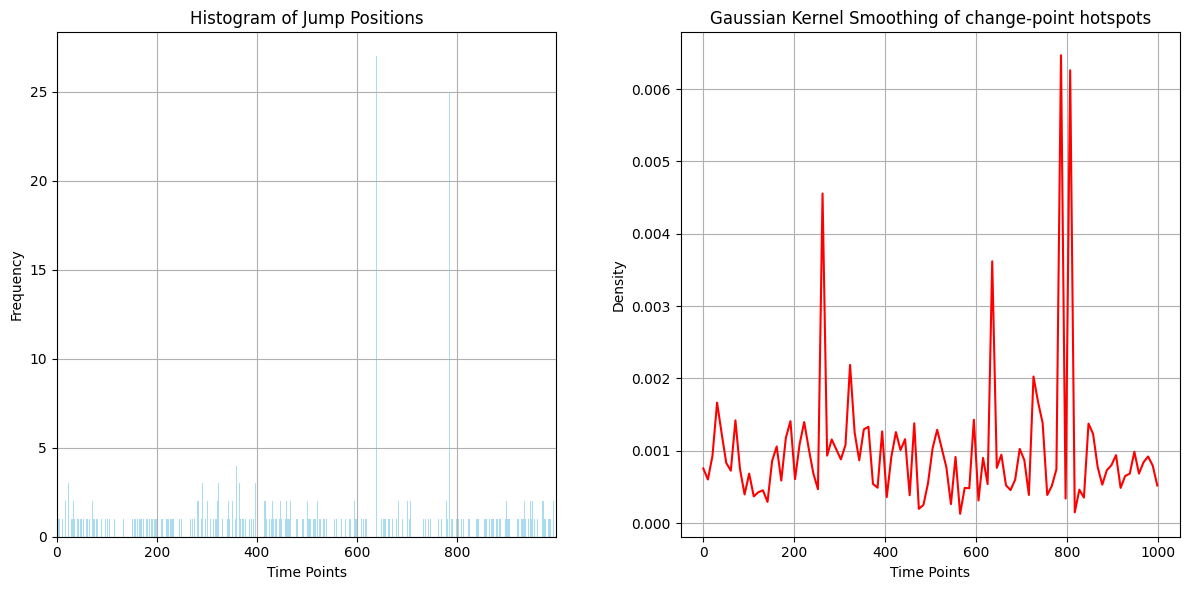 Histogram of Jump Positions
Frequency
25
20
15
10
5
0
0 200 400 600 800
Time Points
Gaussian Kernel Smoothing of change-point hotspots
Density
0.006
0.005
0.004
0.003
0.002
0.001
0.000
0 200 400 600 800 1000
Time Points